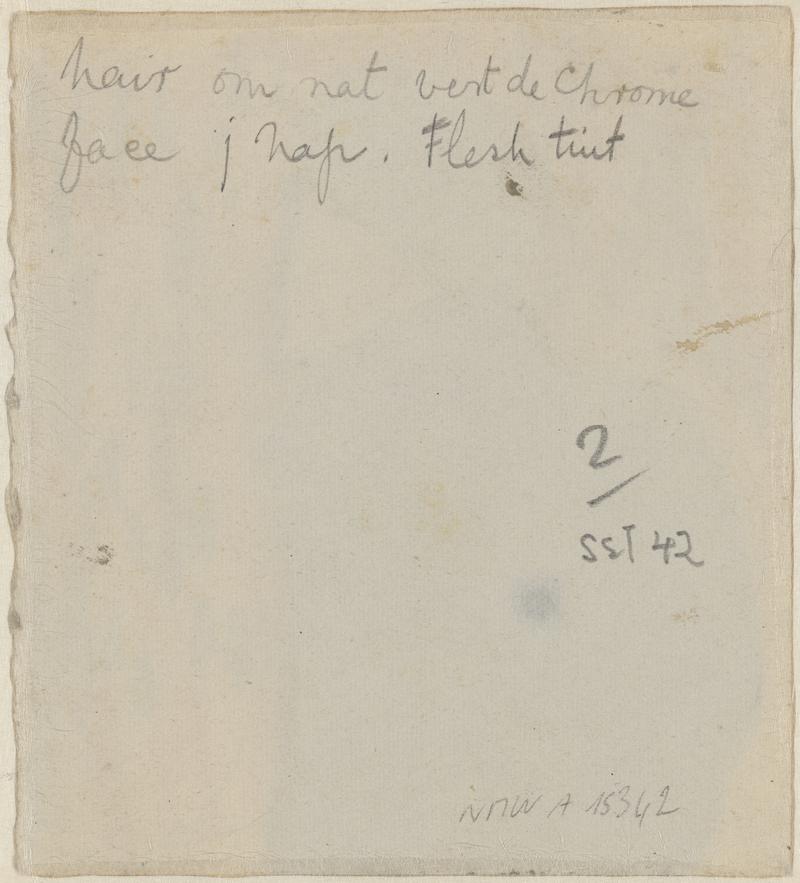 hair om nat vert de Chrome
face j nap. Flesh tint
2/
SST 42
NMW A 15342